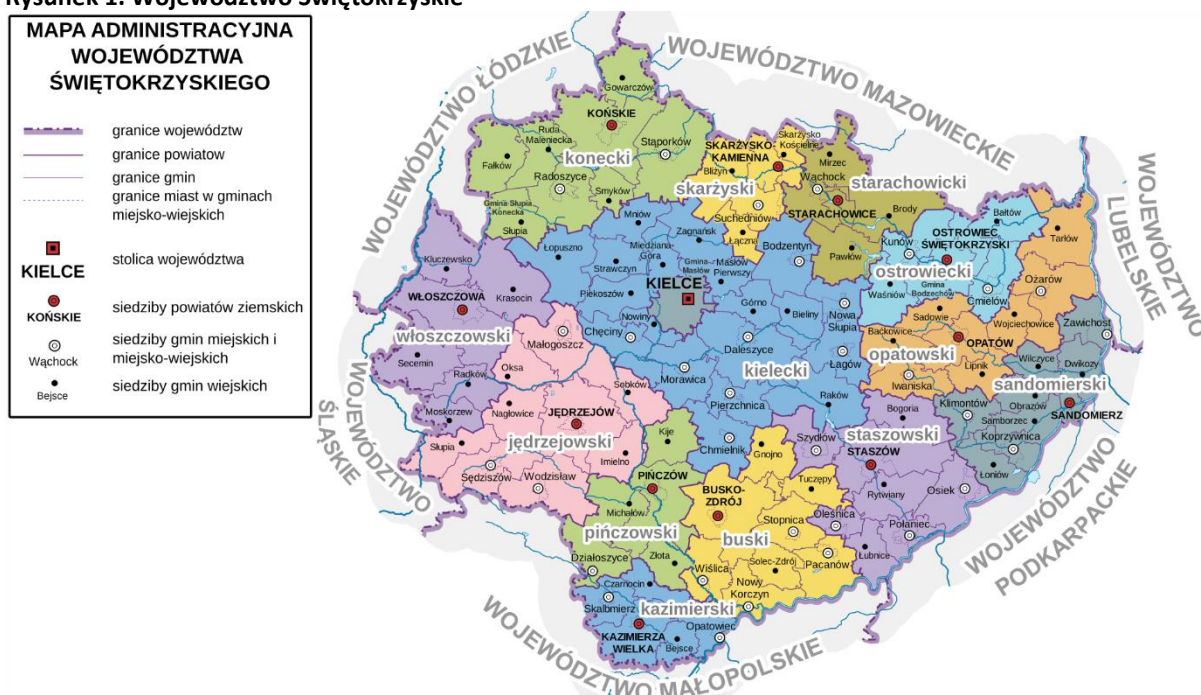 Rysunek 1. Województwo Świętokrzyskie
MAPA ADMINISTRACYJNA
WOJEWÓDZTWA
ŚWIĘTOKRZYSKIEGO
granice województw
granice powiatow
granice gmin
granice miast w gminach
miejsko-wiejskich
KIELCE
stolica województwa
KOŃSKIE
siedziby powiatów ziemskich
Wąchock
siedziby gmin miejskich i
miejsko-wiejskich
Bejsce
siedziby gmin wiejskich
WOJEWÓDZTWO ŁÓDZKIE
WOJEWÓDZTWO MAZOWIECKIE
WOJEWÓDZTWO
LUBELSKIE
WOJEWÓDZTWO
PODKARPACKIE
WOJEWÓDZTWO MAŁOPOLSKIE
WOJEWÓDZTWO
ŚLĄSKIE
konecki
Gowarczów
KOŃSKIE
Ruda
Maleniecka
Stąporków
Fałków
Radoszyce
Smyków
Gmina Słupia
Konecka
Słupia
skarżyski
SKARŻYSKO-
KAMIENNA
Skarżysko
Kościelne
Bliżyn
Suchedniów
Łączna
starachowicki
Mirzec
Wąchock
STARACHOWICE
Brody
Pawłów
ostrowiecki
Bałtów
Kunów
OSTROWIEC
ŚWIĘTOKRZYSKI
Gmina
Bodzechów
Waśniów
Ćmielów
opatowski
Tarłów
Ożarów
Sadowie
Wojciechowice
Baćkowice
OPATÓW
Lipnik
Iwaniska
sandomierski
Zawichost
Wilczyce
Dwikozy
Klimontów
Obrazów
SANDOMIERZ
Samborzec
Koprzywnica
Łoniów
staszowski
Bogoria
Szydłów
STASZÓW
Rytwiany
Osiek
Oleśnica
Połaniec
Łubnice
kielecki
Mniów
Zagnańsk
Bodzentyn
Łopuszno
Miedziana
Góra
Gmina
Masłów
Masłów
Pierwszy
Strawczyn
KIELCE
Piekoszów
Górno
Bieliny
Nowa
Słupia
Nowiny
Chęciny
Daleszyce
Łagów
Morawica
Pierzchnica
Raków
Chmielnik
włoszczowski
Kluczewsko
Krasocin
WŁOSZCZOWA
Secemin
Radków
Moskorzew
jędrzejowski
Małogoszcz
Oksa
Sobków
Nagłowice
JĘDRZEJÓW
Słupia
Imielno
Sędziszów
Wodzisław
pińczowski
Kije
PIŃCZÓW
Michałów
Działoszyce
Złota
buski
Gnojno
Tuczępy
BUSKO-
ZDRÓJ
Stopnica
Solec-Zdrój
Pacanów
Wiślica
Nowy
Korczyn
kazimierski
Czarnocin
Skalbmierz
KAZIMIERZA
WIELKA
Opatowiec
Bejsce